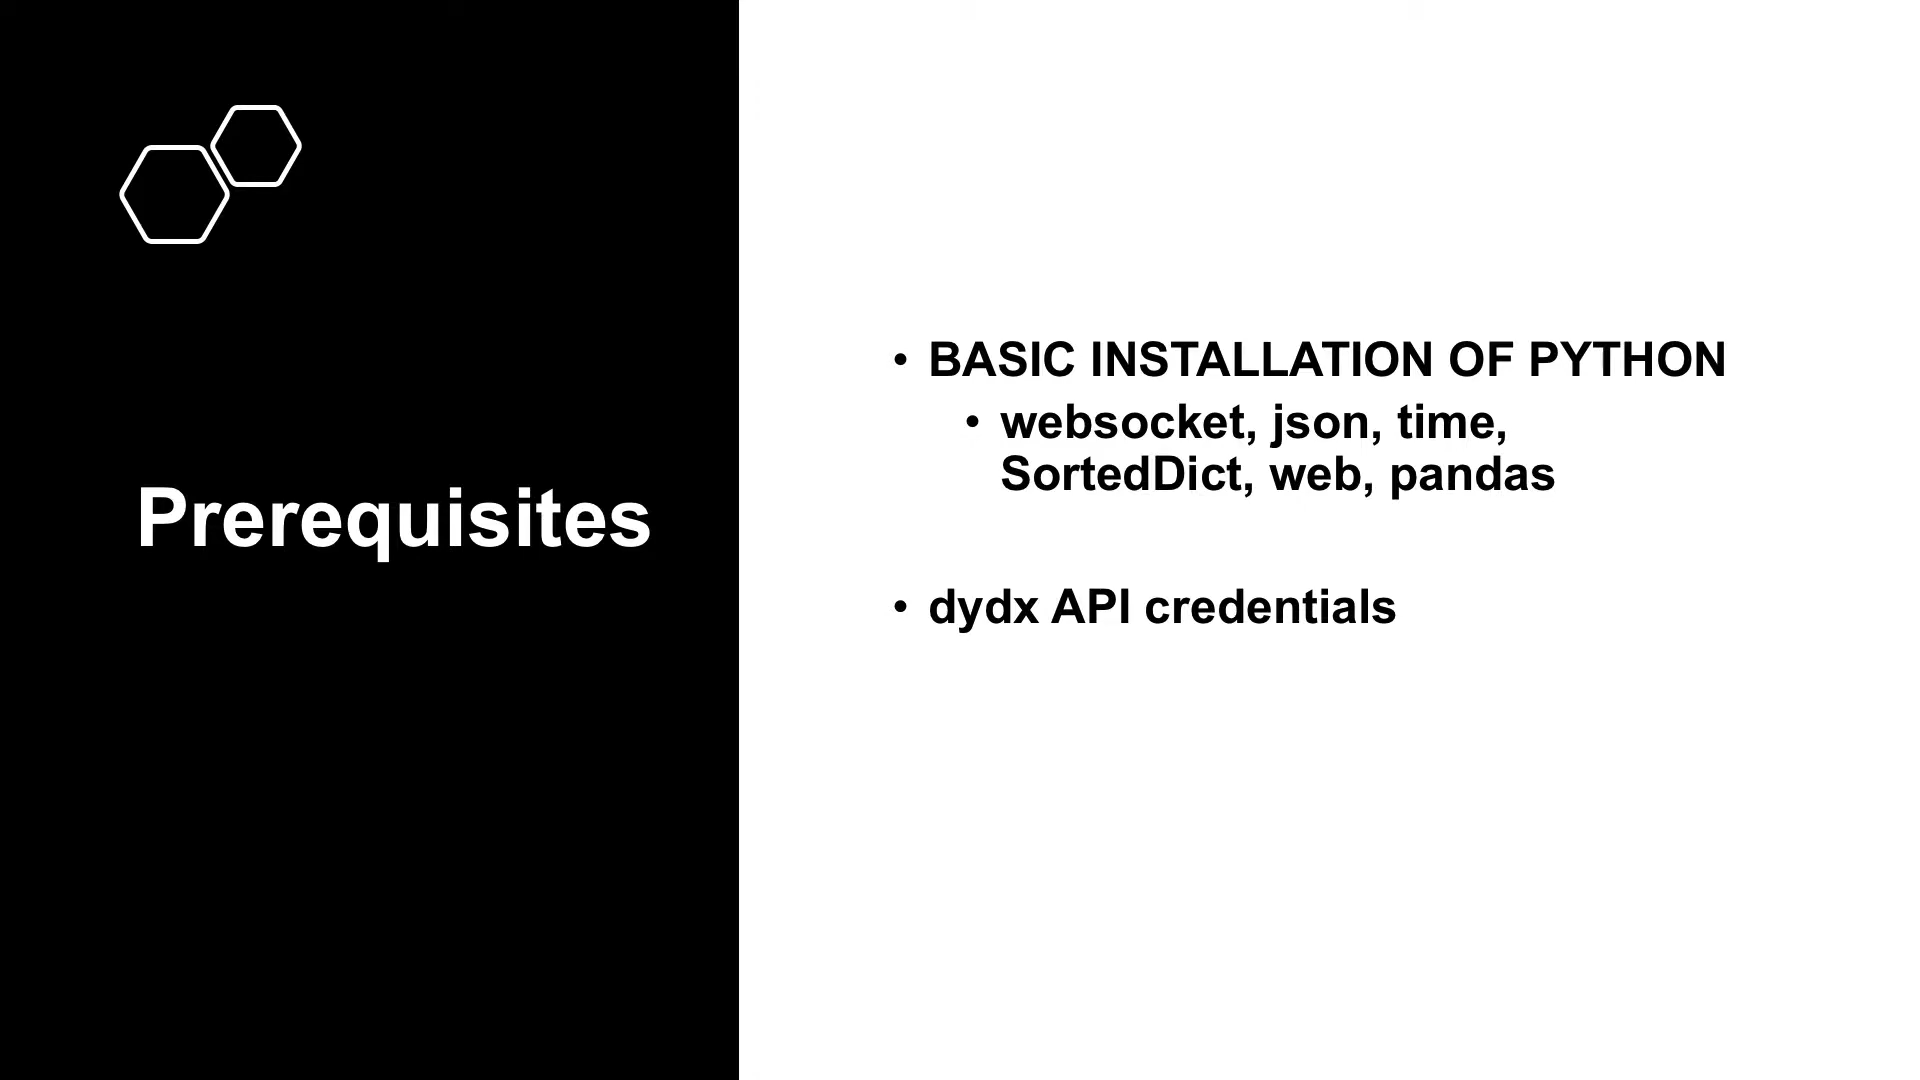 Prerequisites
• BASIC INSTALLATION OF PYTHON
• websocket, json, time,
SortedDict, web, pandas
• dydx API credentials